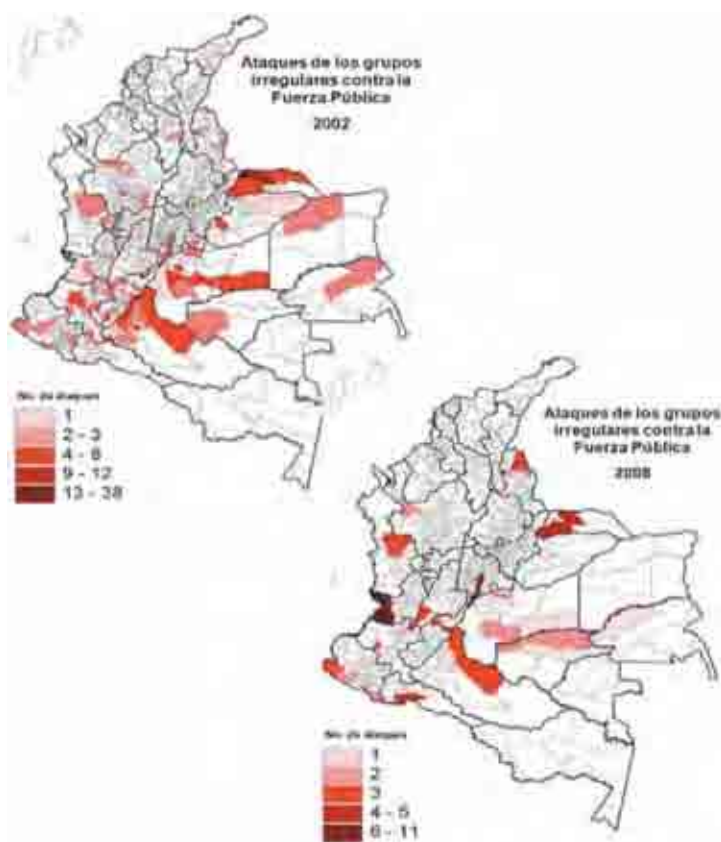 Ataques de los grupos
irregulares contra la
Fuerza Pública
2002
No. de ataques
1
2 - 3
4 - 8
9 - 12
13 - 38
Ataques de los grupos
irregulares contra la
Fuerza Pública
2008
No. de ataques
1
2
3
4 - 5
6 - 11